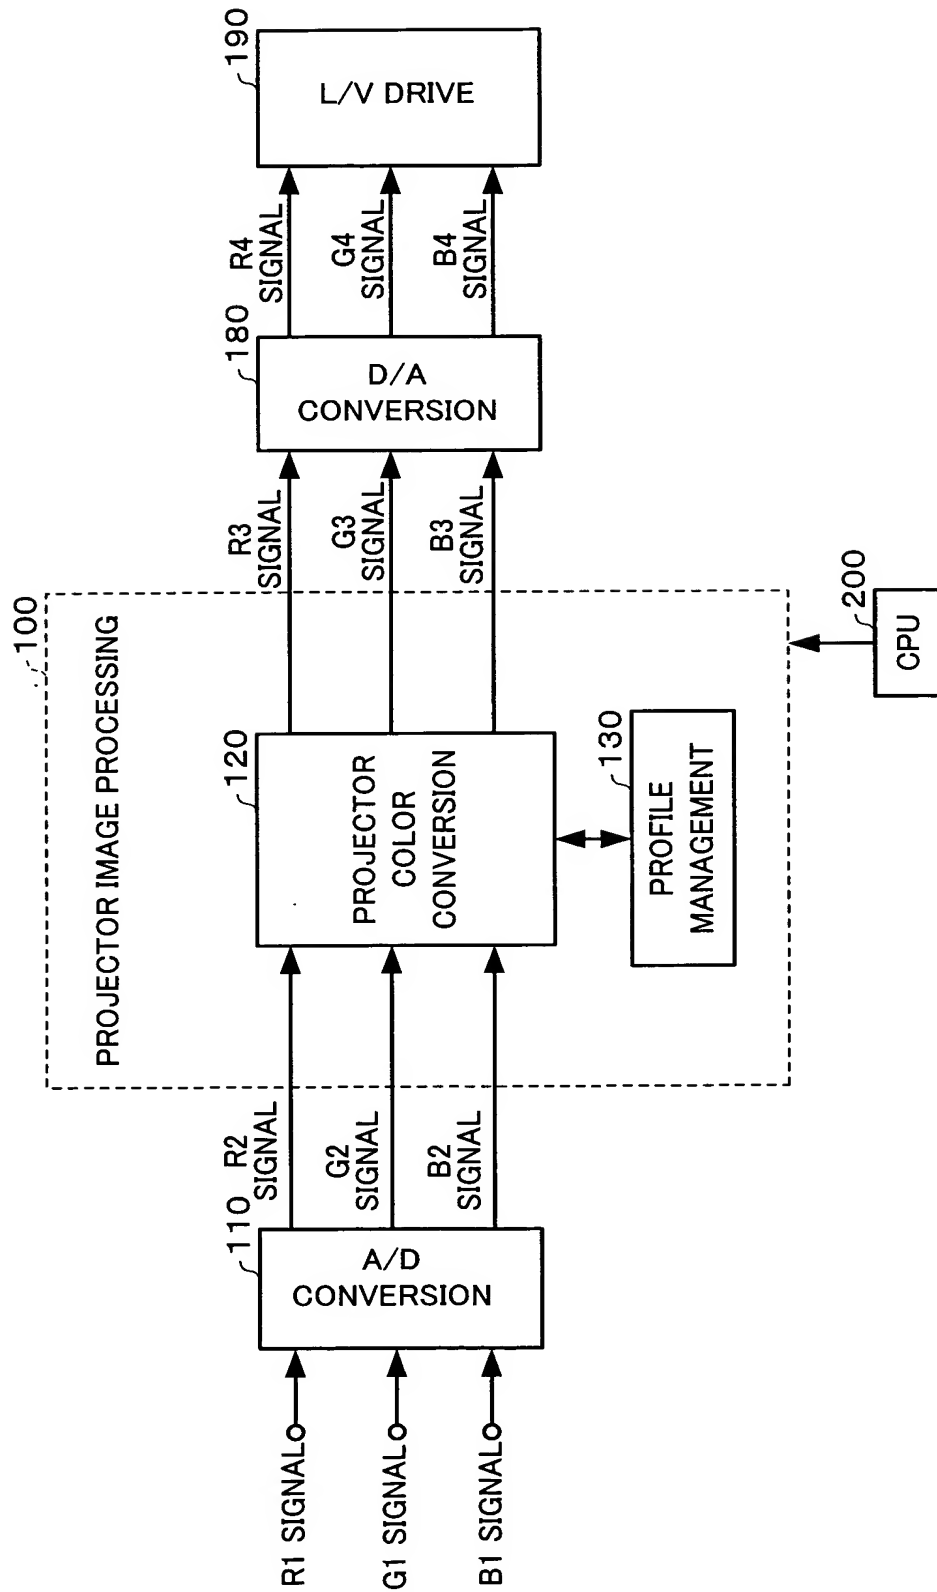 R1 SIGNAL
G1 SIGNAL
B1 SIGNAL
110
A/D
CONVERSION
R2
SIGNAL
G2
SIGNAL
B2
SIGNAL
100
PROJECTOR IMAGE PROCESSING
120
PROJECTOR
COLOR
CONVERSION
130
PROFILE
MANAGEMENT
200
CPU
R3
SIGNAL
G3
SIGNAL
B3
SIGNAL
180
D/A
CONVERSION
R4
SIGNAL
G4
SIGNAL
B4
SIGNAL
190
L/V DRIVE